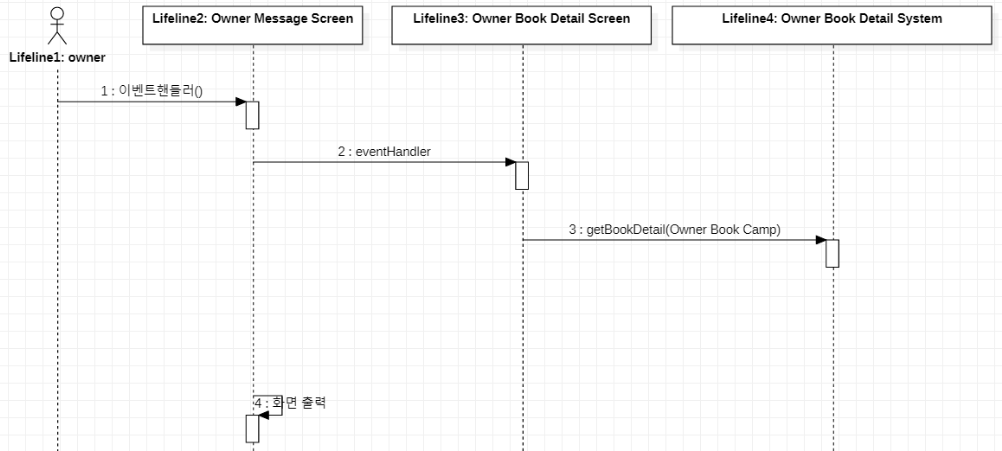 Lifeline1: owner
Lifeline2: Owner Message Screen
Lifeline3: Owner Book Detail Screen
Lifeline4: Owner Book Detail System
1 : 이벤트핸들러()
2 : eventHandler
3 : getBookDetail(Owner Book Camp)
4 : 화면 출력